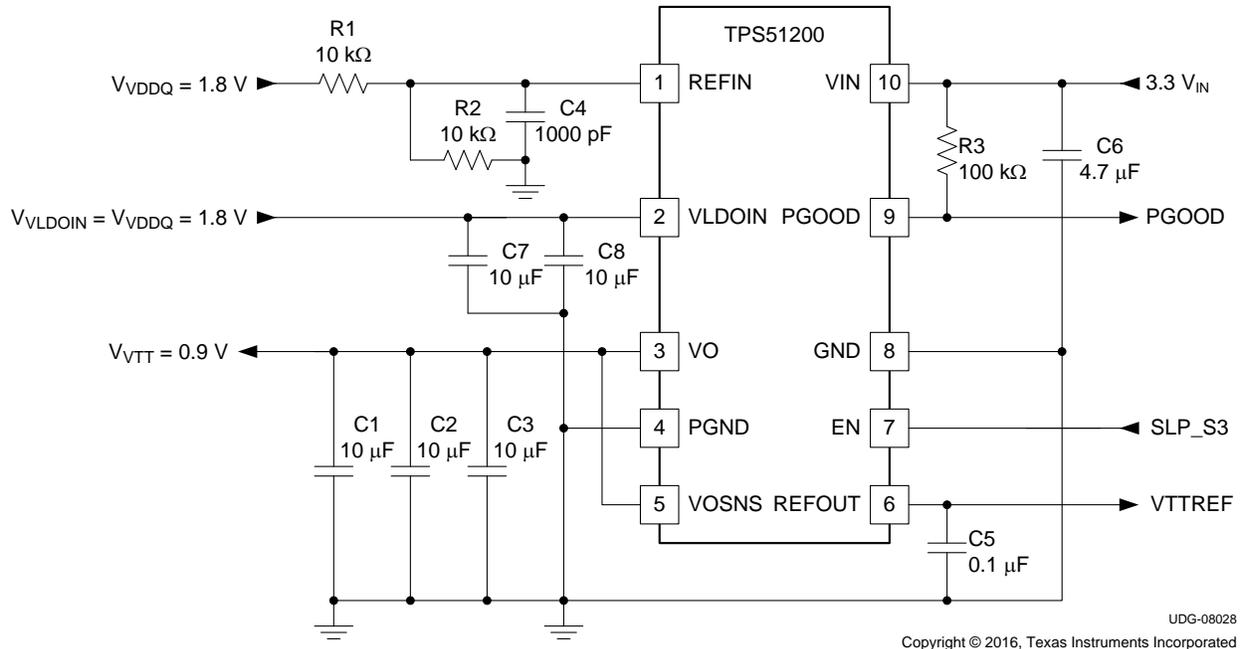 TPS51200
R1
10 kΩ
V_VDDQ = 1.8 V
1 REFIN
VIN 10
3.3 V_IN
R2
10 kΩ
C4
1000 pF
R3
100 kΩ
C6
4.7 μF
V_VLDOIN = V_VDDQ = 1.8 V
2 VLDOIN
PGOOD 9
PGOOD
C7
10 μF
C8
10 μF
V_VTT = 0.9 V
3 VO
GND 8
C1
10 μF
C2
10 μF
C3
10 μF
4 PGND
EN 7
SLP_S3
5 VOSNS
REFOUT 6
VTTREF
C5
0.1 μF
UDG-08028
Copyright © 2016, Texas Instruments Incorporated